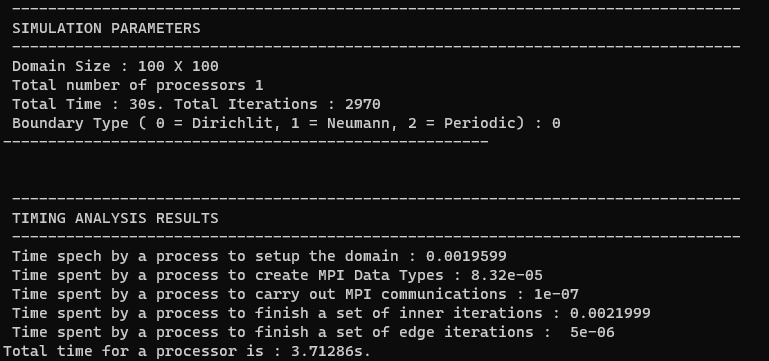 --------------------------------------------------------------------------------
SIMULATION PARAMETERS
--------------------------------------------------------------------------------
Domain Size : 100 X 100
Total number of processors 1
Total Time : 30s. Total Iterations : 2970
Boundary Type ( 0 = Dirichlit, 1 = Neumann, 2 = Periodic) : 0
------------------------------------------------------
--------------------------------------------------------------------------------
TIMING ANALYSIS RESULTS
--------------------------------------------------------------------------------
Time spech by a process to setup the domain : 0.0019599
Time spent by a process to create MPI Data Types : 8.32e-05
Time spent by a process to carry out MPI communications : 1e-07
Time spent by a process to finish a set of inner iterations : 0.0021999
Time spent by a process to finish a set of edge iterations :  5e-06
Total time for a processor is : 3.71286s.